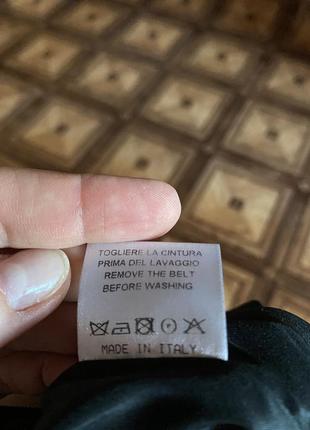 TOGLIERE LA CINTURA
PRIMA DEL LAVAGGIO
REMOVE THE BELT
BEFORE WASHING
MADE IN ITALY